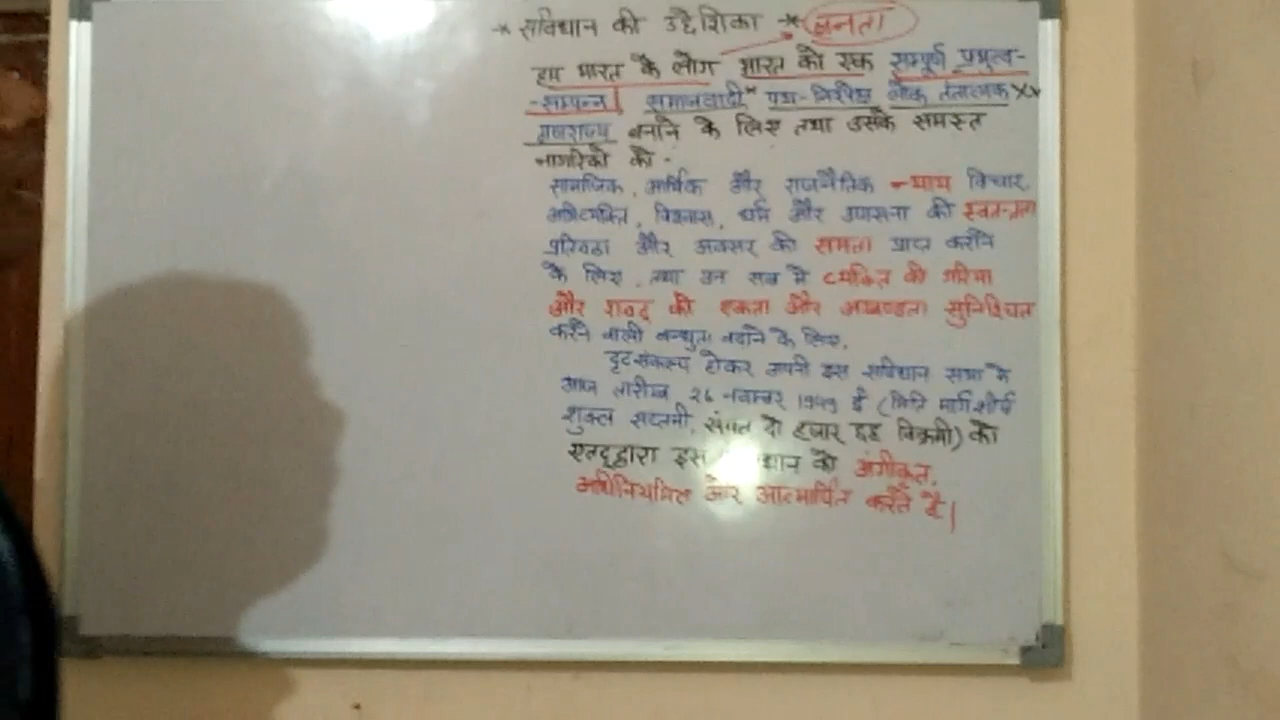 * संविधान की उद्देशिका -* जनता
हम भारत के लोग भारत को एक सम्पूर्ण प्रभुत्व-
-सम्पन्न समाजवादी* पंथ-निरपेक्ष लोक तंत्रात्मक xx
गणराज्य बनाने के लिए तथा उसके समस्त
नागरिकों को -
सामाजिक, आर्थिक और राजनैतिक न्याय विचार,
अभिव्यक्ति, विश्वास, धर्म और उपासना की स्वतन्त्रता
प्रतिष्ठा और अवसर की समता प्राप्त कराने
के लिए, तथा उन सब में व्यक्ति की गरिमा
और राष्ट्र की एकता और अखण्डता सुनिश्चित
करने वाली बन्धुता बढाने के लिए,
दृढसंकल्प होकर अपनी इस संविधान सभा में
आज तारीख 26 नवम्बर 1949 ई (मिति मार्गशीर्ष
शुक्ल सप्तमी, संवत दो हजार छह विक्रमी) को
एतद्द्वारा इस को अंगीकृत,
अधिनियमित और आत्मार्पित करते है।